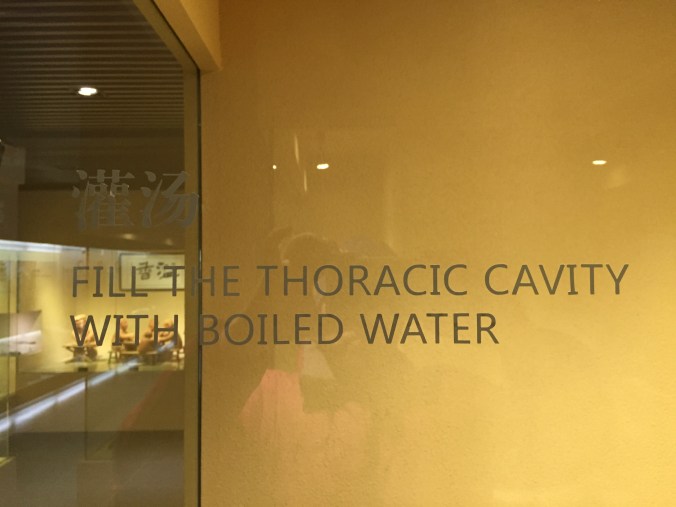 灌汤
FILL THE THORACIC CAVITY
WITH BOILED WATER